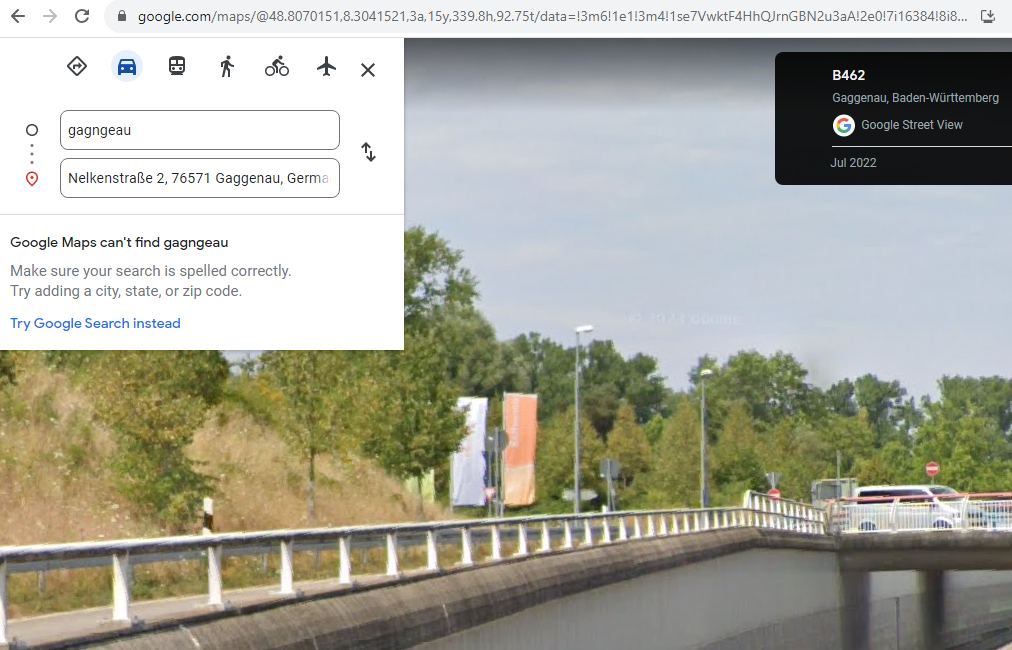 google.com/maps/@48.8070151,8.3041521,3a,15y,339.8h,92.75t/data=!3m6!1e1!3m4!1se7VwktF4HhQJrnGBN2u3aA!2e0!7i16384!8i8...
gagngeau
Nelkenstraße 2, 76571 Gaggenau, Germa
Google Maps can't find gagngeau
Make sure your search is spelled correctly.
Try adding a city, state, or zip code.
Try Google Search instead
B462
Gaggenau, Baden-Württemberg
Google Street View
Jul 2022